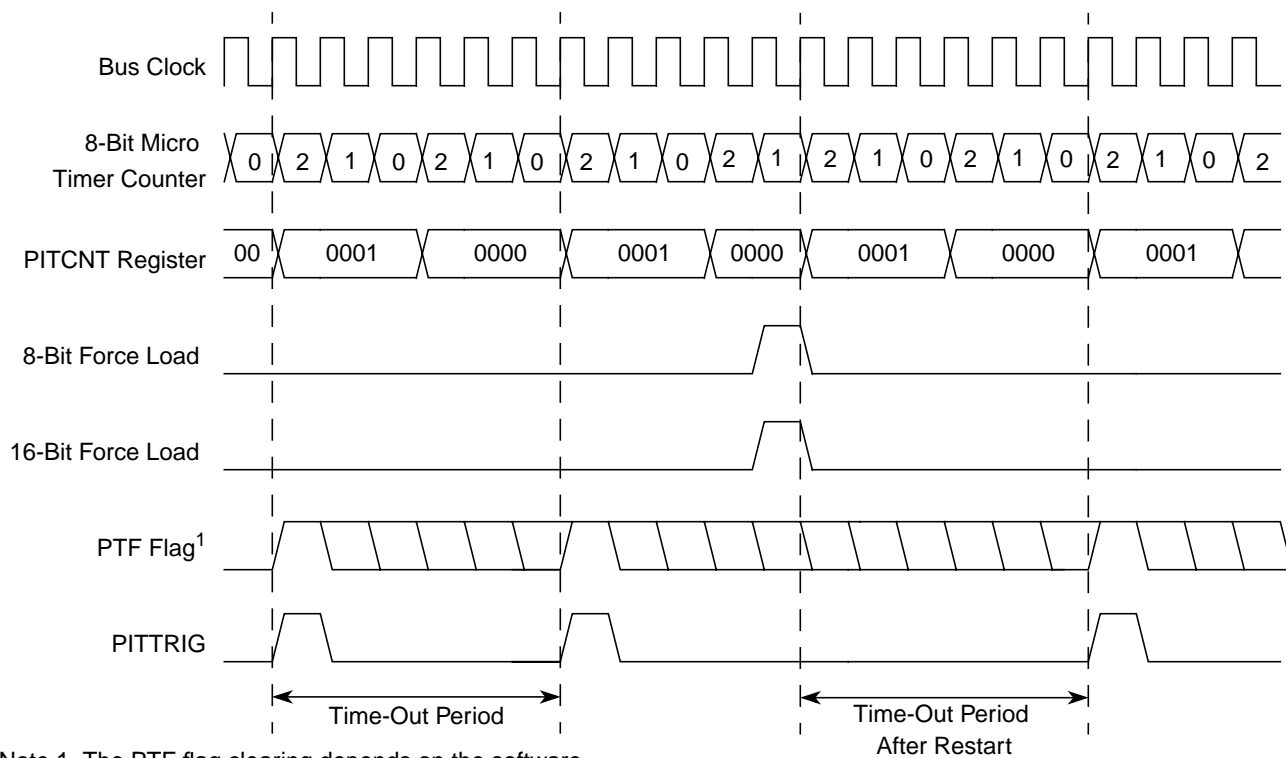 Bus Clock
8-Bit Micro
Timer Counter
0 2 1 0 2 1 0 2 1 0 2 1 2 1 0 2 1 0 2 1 0 2
PITCNT Register
00 0001 0000 0001 0000 0001 0000 0001
8-Bit Force Load
16-Bit Force Load
PTF Flag1
PITTRIG
Time-Out Period
Time-Out Period
After Restart
Note 1. The PTF flag clearing depends on the software